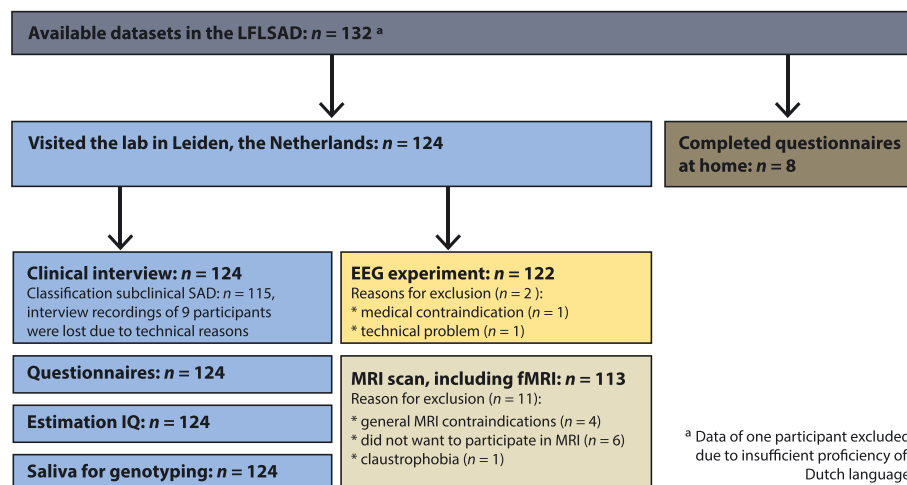 Available datasets in the LFLSAD: n = 132 a
Visited the lab in Leiden, the Netherlands: n = 124
Completed questionnaires
at home: n = 8
Clinical interview: n = 124
Classification subclinical SAD: n = 115,
interview recordings of 9 participants
were lost due to technical reasons
Questionnaires: n = 124
Estimation IQ: n = 124
Saliva for genotyping: n = 124
EEG experiment: n = 122
Reasons for exclusion (n = 2 ):
* medical contraindication (n = 1)
* technical problem (n = 1)
MRI scan, including fMRI: n = 113
Reason for exclusion (n = 11):
* general MRI contraindications (n = 4)
* did not want to participate in MRI (n = 6)
* claustrophobia (n = 1)
a Data of one participant excluded
due to insufficient proficiency of
Dutch language